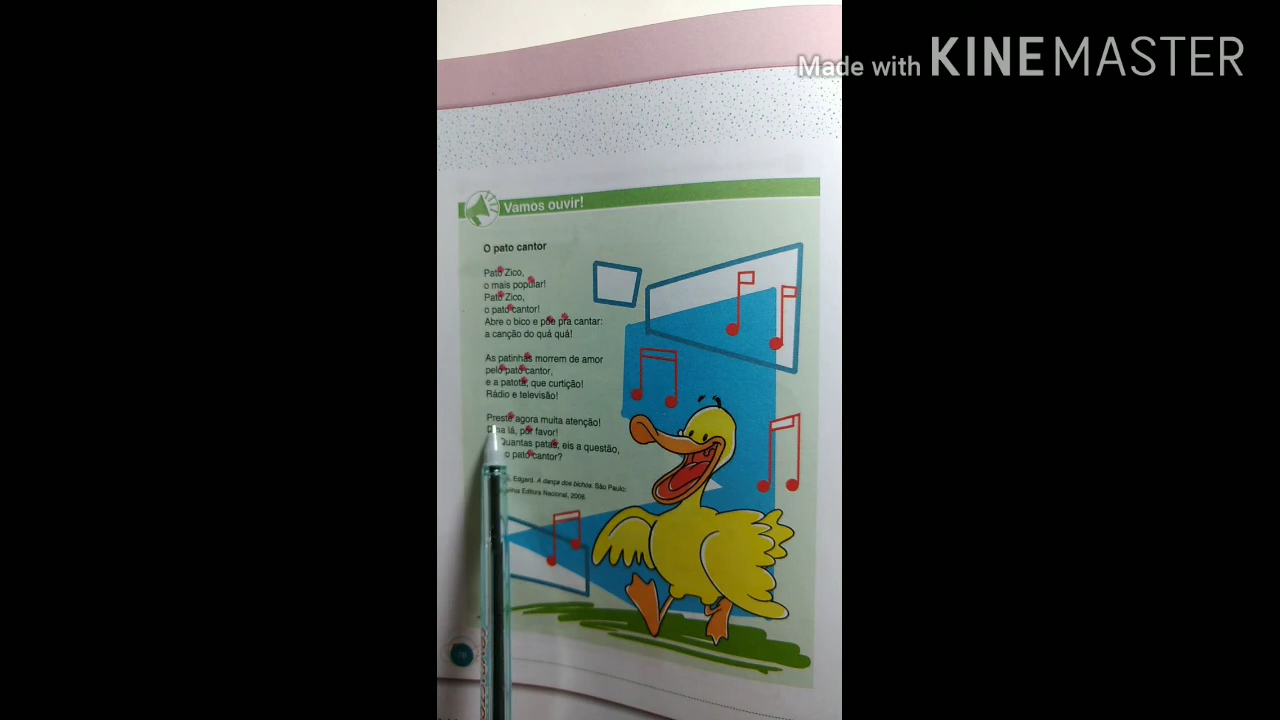 Made with KINEMASTER
Vamos ouvir!
O pato cantor
Pato Zico,
o mais popular!
Pato Zico,
o pato cantor!
Abre o bico e põe pra cantar:
a canção do quá quá!
As patinhas morrem de amor
pelo pato cantor,
e a patota, que curtição!
Rádio e televisão!
Preste agora muita atenção!
lá, por favor!
Quantas patas, eis a questão,
o pato cantor?
Edgard. A dança dos bichos. São Paulo:
Editora Nacional, 2006.